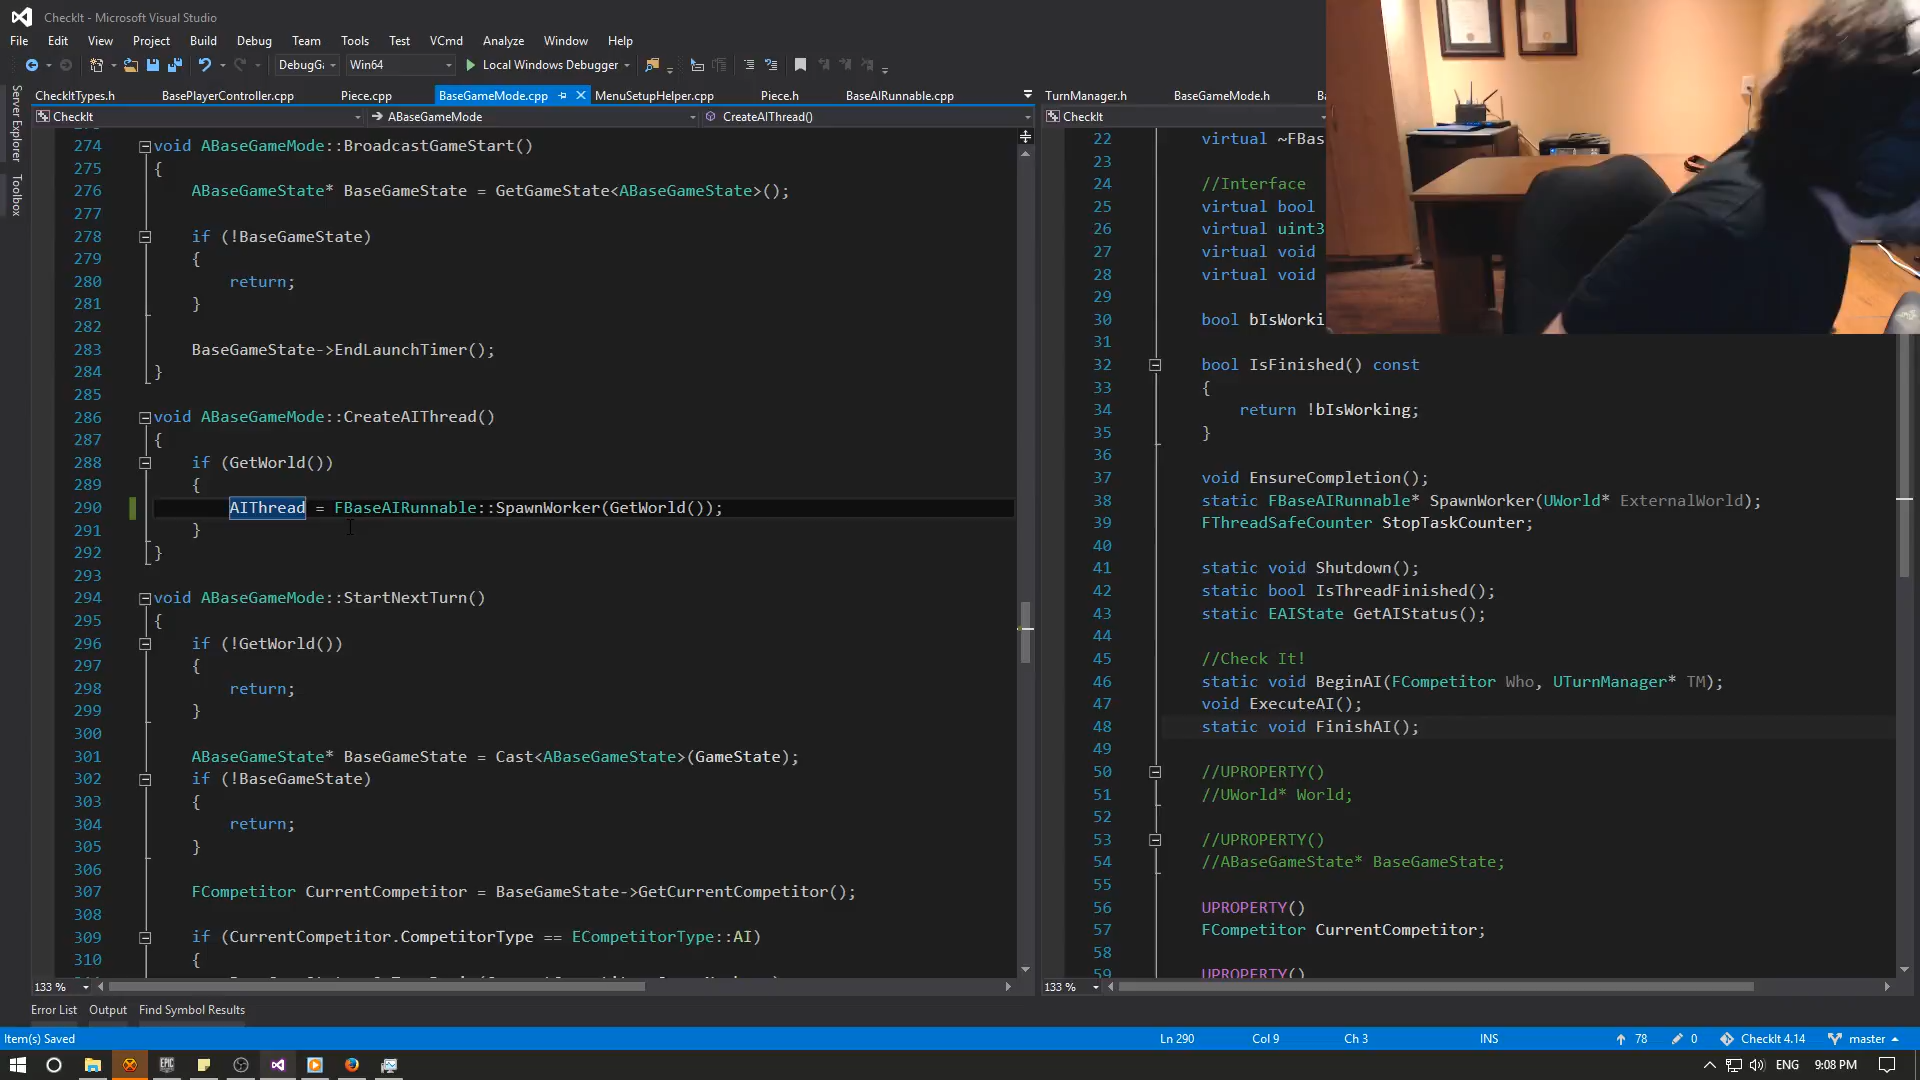 CheckIt - Microsoft Visual Studio
File Edit View Project Build Debug Team Tools Test VCmd Analyze Window Help
DebugG Win64 Local Windows Debugger
Server Explorer
Toolbox
CheckItTypes.h BasePlayerController.cpp Piece.cpp BaseGameMode.cpp MenuSetupHelper.cpp Piece.h BaseAIRunnable.cpp
CheckIt ABaseGameMode CreateAIThread()
274 void ABaseGameMode::BroadcastGameStart()
275 {
276 ABaseGameState* BaseGameState = GetGameState<ABaseGameState>();
277
278 if (!BaseGameState)
279 {
280 return;
281 }
282
283 BaseGameState->EndLaunchTimer();
284 }
285
286 void ABaseGameMode::CreateAIThread()
287 {
288 if (GetWorld())
289 {
290 AIThread = FBaseAIRunnable::SpawnWorker(GetWorld());
291 }
292 }
293
294 void ABaseGameMode::StartNextTurn()
295 {
296 if (!GetWorld())
297 {
298 return;
299 }
300
301 ABaseGameState* BaseGameState = Cast<ABaseGameState>(GameState);
302 if (!BaseGameState)
303 {
304 return;
305 }
306
307 FCompetitor CurrentCompetitor = BaseGameState->GetCurrentCompetitor();
308
309 if (CurrentCompetitor.CompetitorType == ECompetitorType::AI)
310 {
133 %
TurnManager.h BaseGameMode.h
CheckIt
22 virtual ~FBas
23
24 //Interface
25 virtual bool
26 virtual uint3
27 virtual void
28 virtual void
29
30 bool bIsWorki
31
32 bool IsFinished() const
33 {
34 return !bIsWorking;
35 }
36
37 void EnsureCompletion();
38 static FBaseAIRunnable* SpawnWorker(UWorld* ExternalWorld);
39 FThreadSafeCounter StopTaskCounter;
40
41 static void Shutdown();
42 static bool IsThreadFinished();
43 static EAIState GetAIStatus();
44
45 //Check It!
46 static void BeginAI(FCompetitor Who, UTurnManager* TM);
47 void ExecuteAI();
48 static void FinishAI();
49
50 //UPROPERTY()
51 //UWorld* World;
52
53 //UPROPERTY()
54 //ABaseGameState* BaseGameState;
55
56 UPROPERTY()
57 FCompetitor CurrentCompetitor;
58
59 UPROPERTY()
133 %
Error List Output Find Symbol Results
Item(s) Saved Ln 290 Col 9 Ch 3 INS 78 0 CheckIt 4.14 master
EPIC GAMES ENG 9:08 PM